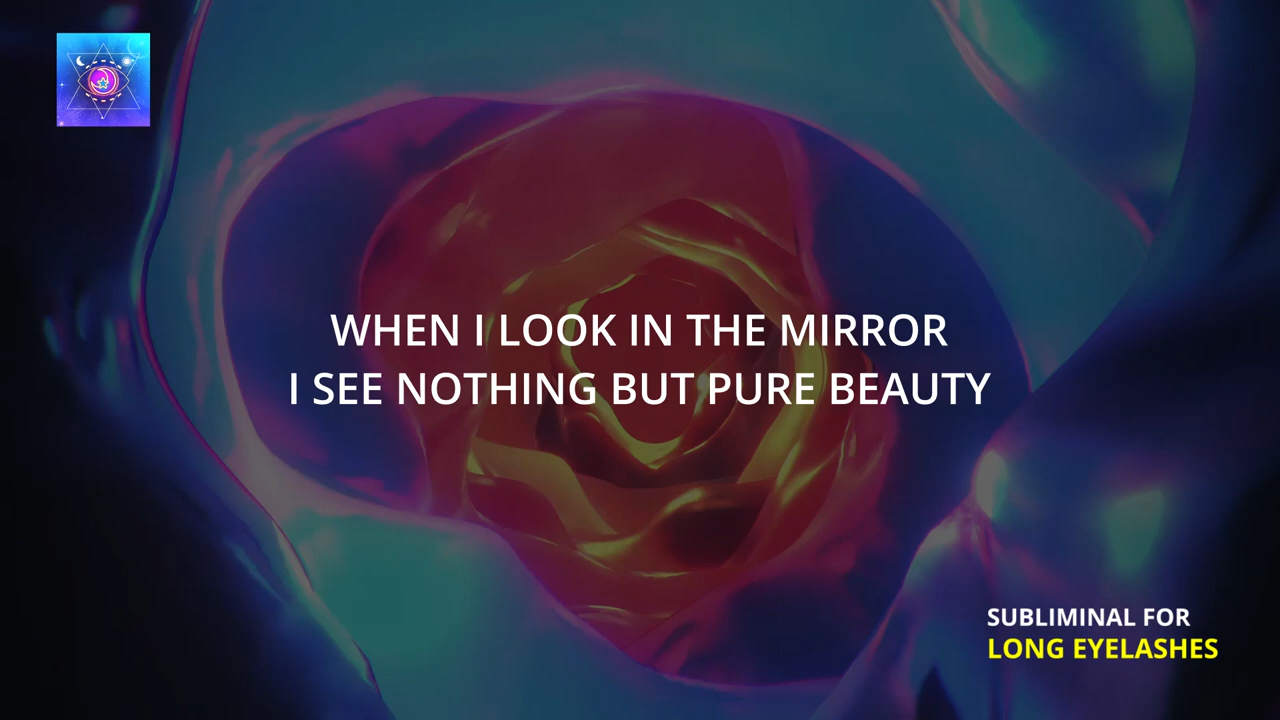 WHEN I LOOK IN THE MIRROR
I SEE NOTHING BUT PURE BEAUTY
SUBLIMINAL FOR
LONG EYELASHES